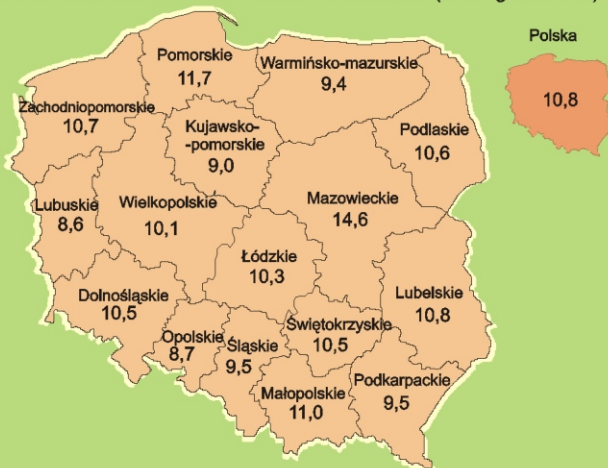 Polska
10,8
Pomorskie
11,7
Warmińsko-mazurskie
9,4
Zachodniopomorskie
10,7
Kujawsko-
-pomorskie
9,0
Podlaskie
10,6
Lubuskie
8,6
Wielkopolskie
10,1
Mazowieckie
14,6
Łódzkie
10,3
Dolnośląskie
10,5
Lubelskie
10,8
Opolskie
8,7
Śląskie
9,5
Świętokrzyskie
10,5
Małopolskie
11,0
Podkarpackie
9,5